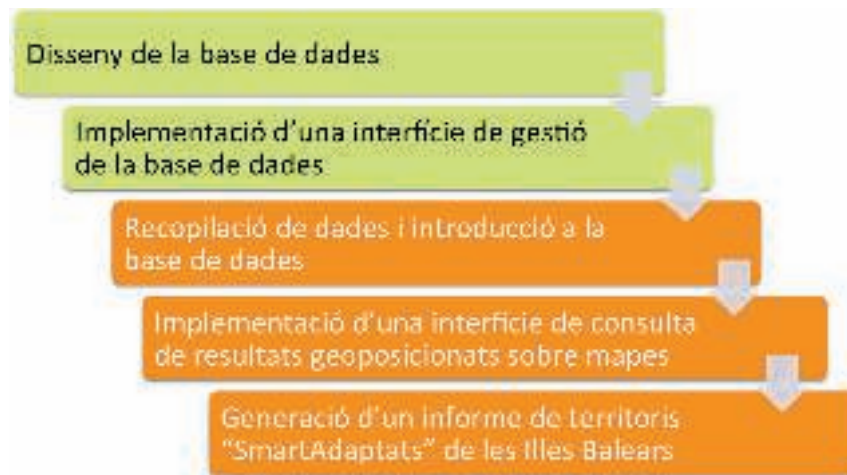 Disseny de la base de dades
Implementació d'una interfície de gestió
de la base de dades
Recopilació de dades i introducció a la
base de dades
Implementació d'una interfície de consulta
de resultats geoposicionats sobre mapes
Generació d'un informe de territoris
"SmartAdaptats" de les Illes Balears